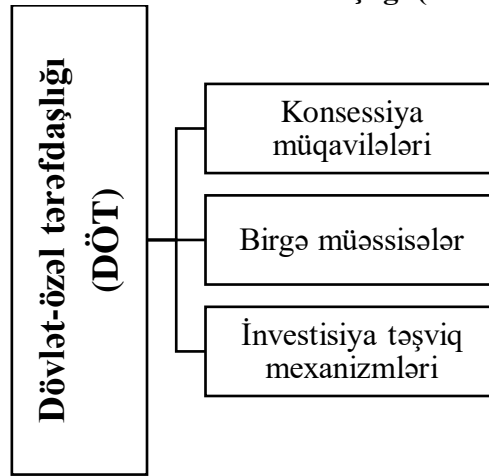 Dövlət-özəl tərəfdaşlığı
(DÖT)
Konsessiya
müqavilələri
Birgə müəssisələr
İnvestisiya təşviq
mexanizmləri